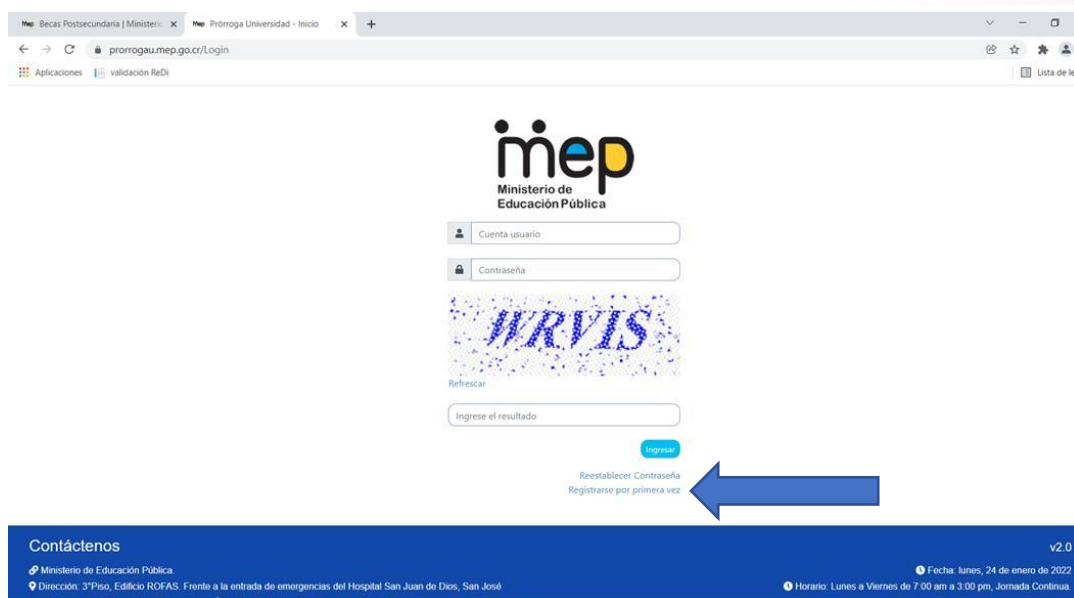 Mep Becas Postsecundaria | Ministeri
Mep Prórroga Universidad - Inicio
prorrogau.mep.go.cr/Login
Aplicaciones
validación ReDi
Lista de le
mep
Ministerio de
Educación Pública
Cuenta usuario
Contraseña
WRVIS
Refrescar
Ingrese el resultado
Ingresar
Reestablecer Contraseña
Registrarse por primera vez
Contáctenos
v2.0
Ministerio de Educación Pública.
Fecha: lunes, 24 de enero de 2022
Dirección: 3°Piso, Edificio ROFAS. Frente a la entrada de emergencias del Hospital San Juan de Dios, San José
Horario: Lunes a Viernes de 7:00 am a 3:00 pm, Jornada Continua.